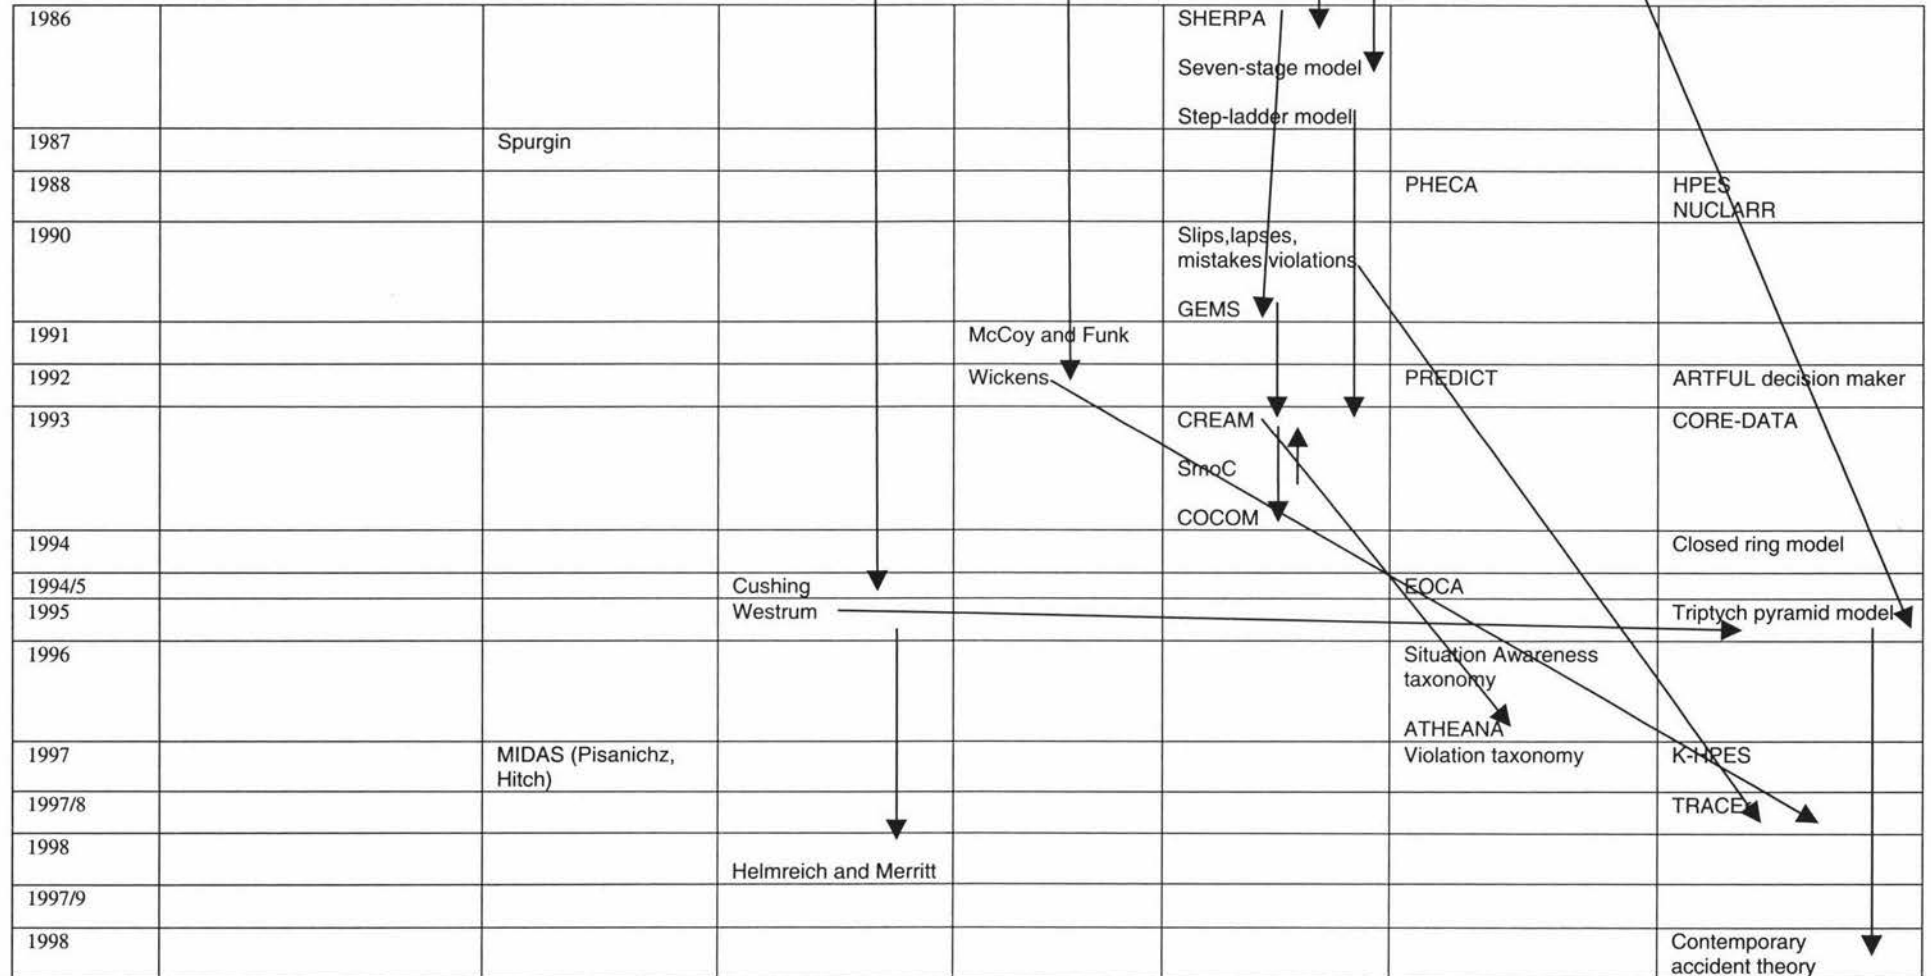 1986
SHERPA
Seven-stage model
Step-ladder model
1987
Spurgin
1988
PHECA
HPES
NUCLARR
1990
Slips,lapses,
mistakes violations
GEMS
1991
McCoy and Funk
1992
Wickens
PREDICT
ARTFUL decision maker
1993
CREAM
CORE-DATA
SmoC
COCOM
1994
Closed ring model
1994/5
Cushing
EOCA
1995
Westrum
Triptych pyramid model
1996
Situation Awareness
taxonomy
ATHEANA
1997
MIDAS (Pisanichz,
Hitch)
Violation taxonomy
K-HPES
1997/8
TRACEr
1998
Helmreich and Merritt
1997/9
1998
Contemporary
accident theory